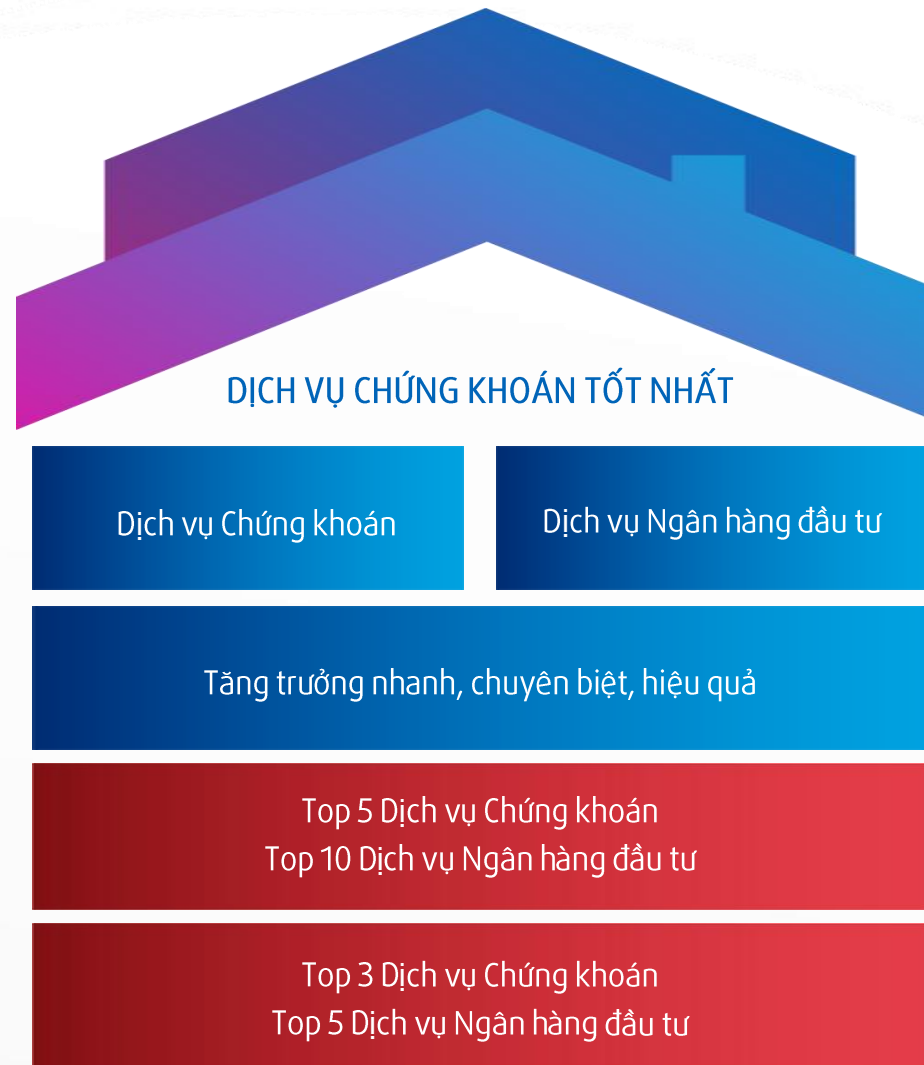 DỊCH VỤ CHỨNG KHOÁN TỐT NHẤT
Dịch vụ Chứng khoán
Dịch vụ Ngân hàng đầu tư
Tăng trưởng nhanh, chuyên biệt, hiệu quả
Top 5 Dịch vụ Chứng khoán
Top 10 Dịch vụ Ngân hàng đầu tư
Top 3 Dịch vụ Chứng khoán
Top 5 Dịch vụ Ngân hàng đầu tư